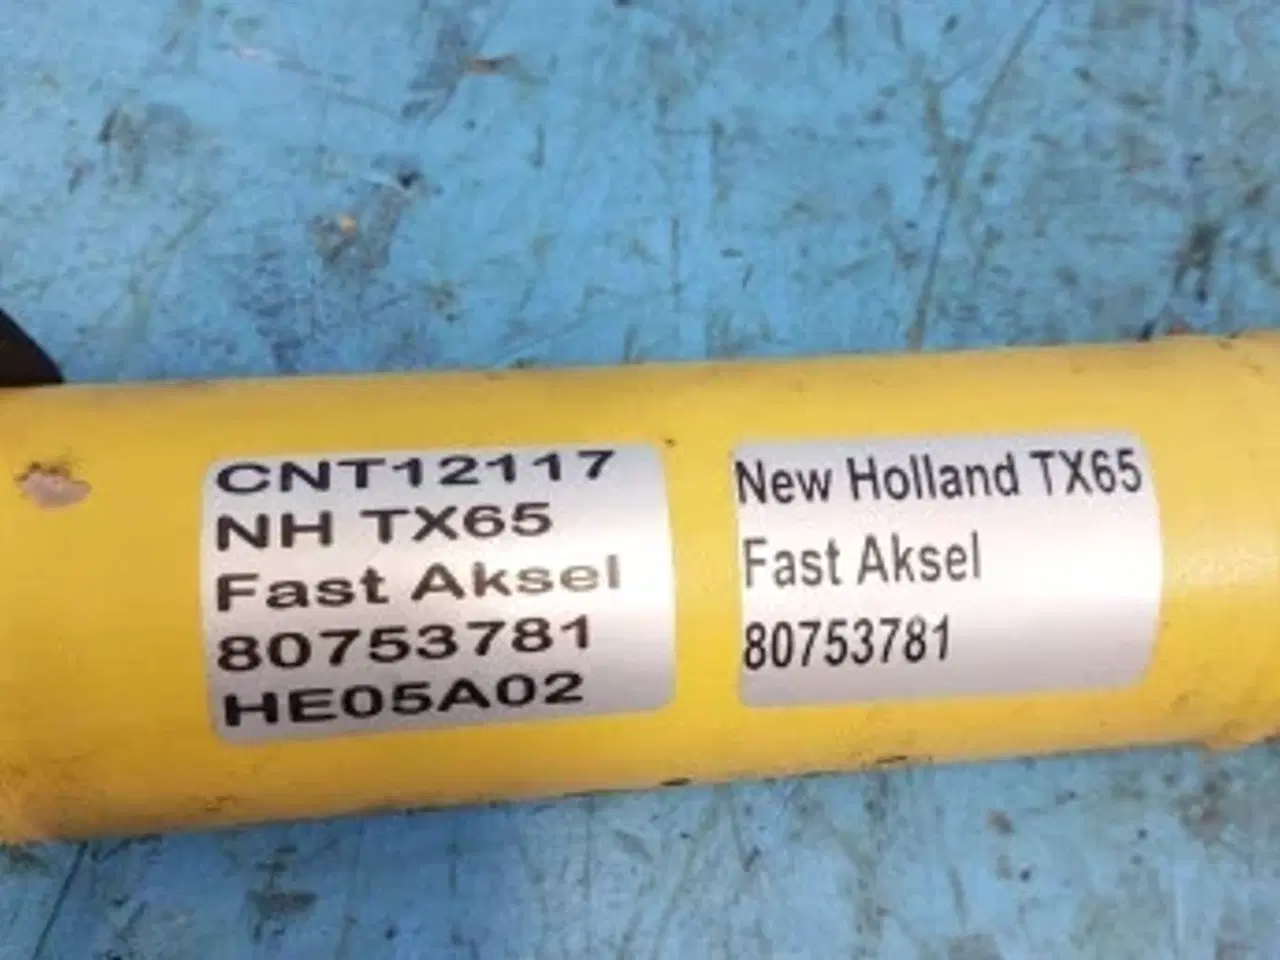 CNT12117
NH TX65
Fast Aksel
80753781
HE05A02
New Holland TX65
Fast Aksel
80753781